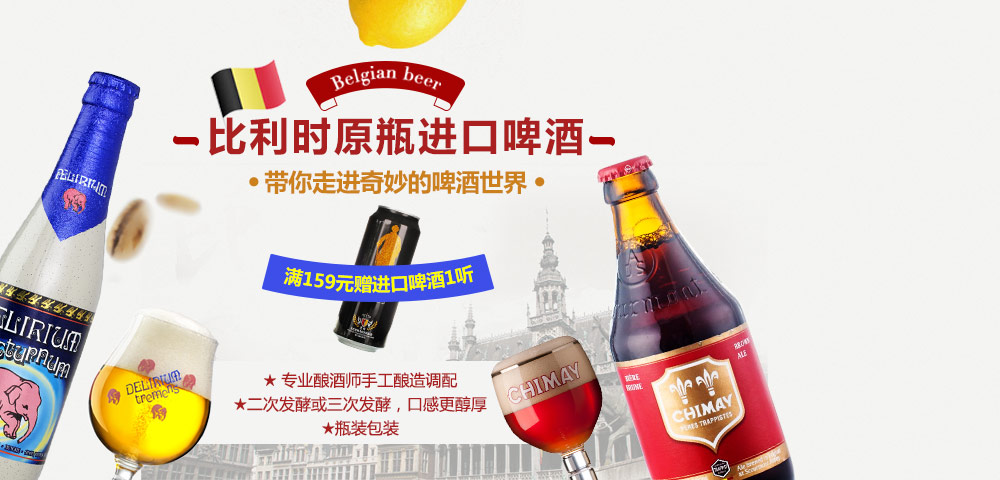 Belgian beer
比利时原瓶进口啤酒
• 带你走进奇妙的啤酒世界 •
满159元赠进口啤酒1听
★ 专业酿酒师手工酿造调配
★二次发酵或三次发酵，口感更醇厚
★瓶装包装
DELIRIUM
DELIRIUM
nocturnum
DELIRIUM
tremens
CHIMAY
BIÈRE
BRUNE
BROWN
ALE
CHIMAY
PÈRES TRAPPISTES